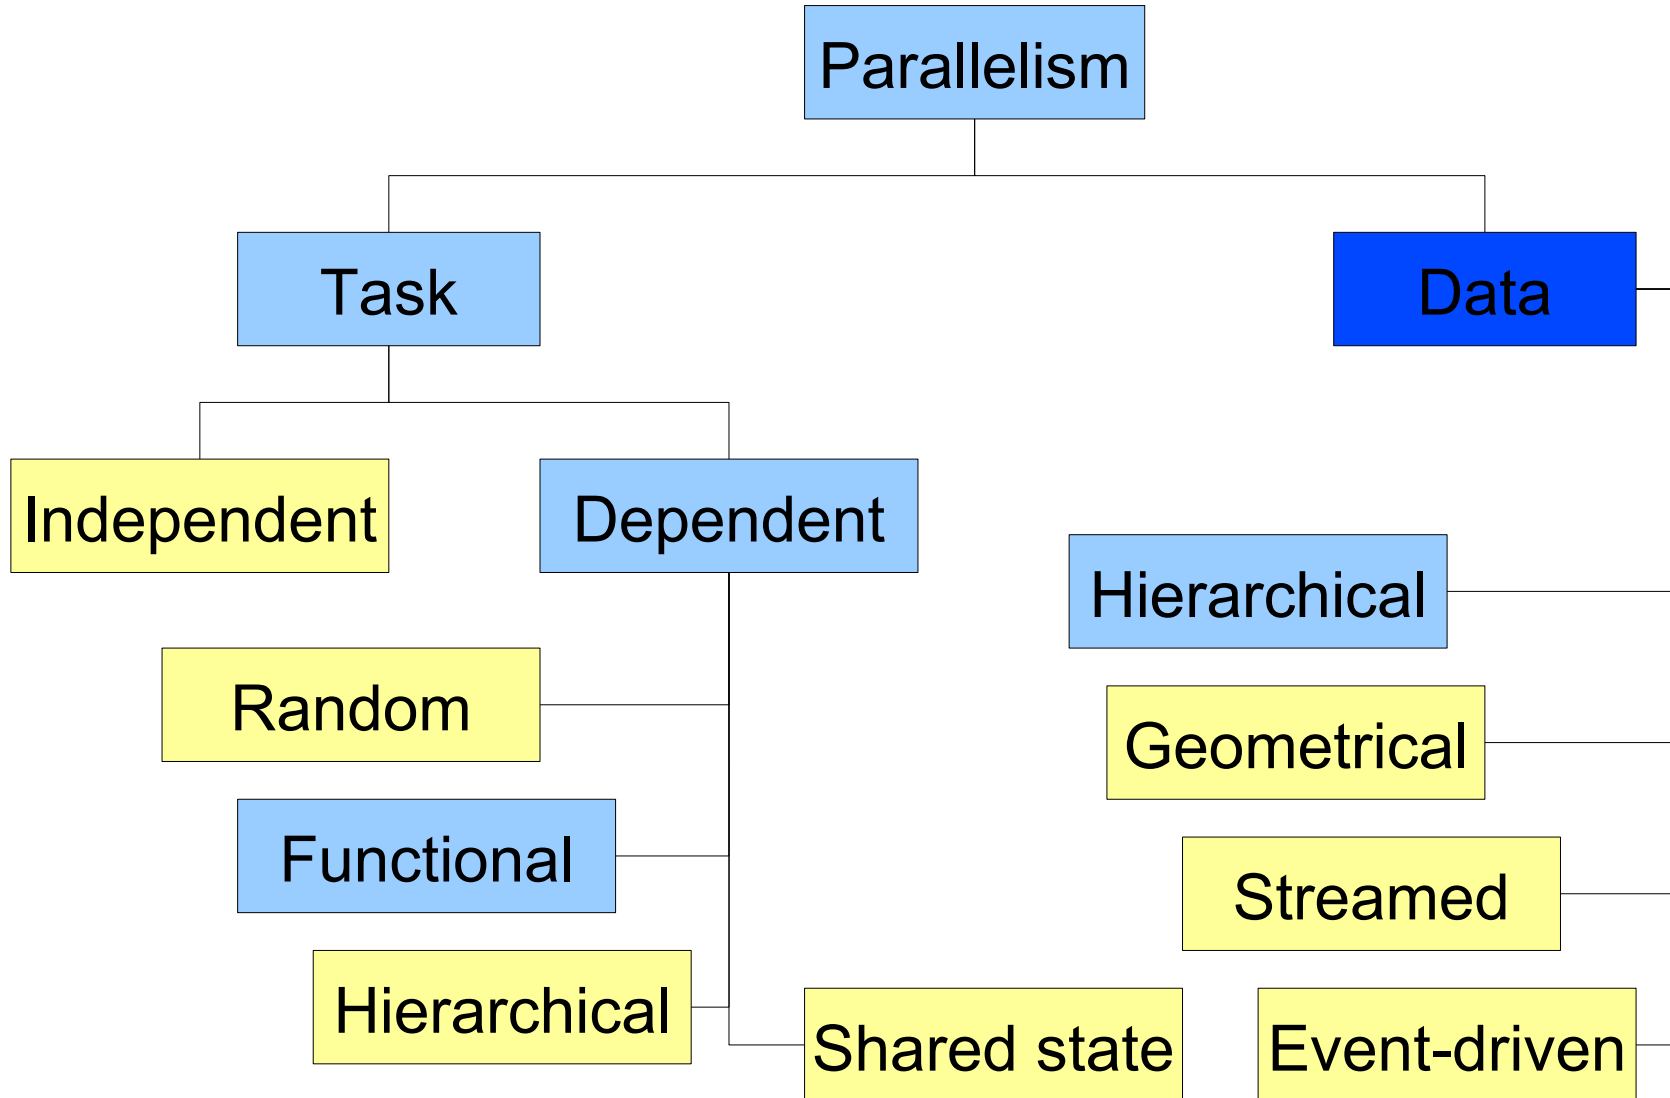 Parallelism
Task
Data
Independent
Dependent
Hierarchical
Random
Geometrical
Functional
Streamed
Hierarchical
Shared state
Event-driven